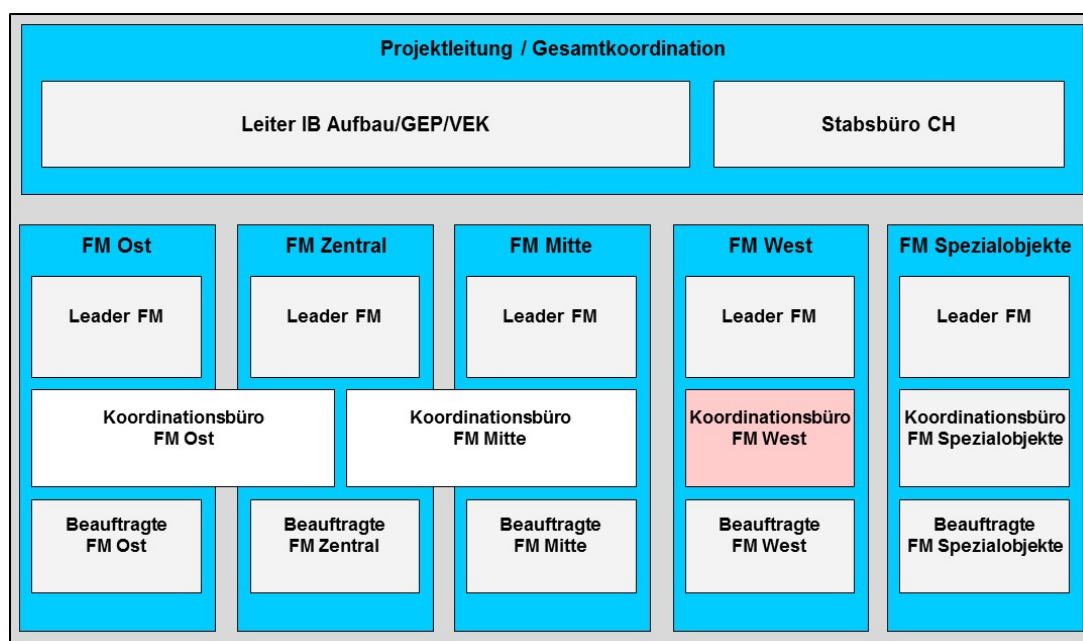 Projektleitung / Gesamtkoordination
Leiter IB Aufbau/GEP/VEK
Stabsbüro CH
FM Ost
FM Zentral
FM Mitte
FM West
FM Spezialobjekte
Leader FM
Leader FM
Leader FM
Leader FM
Leader FM
Koordinationsbüro
FM Ost
Koordinationsbüro
FM Mitte
Koordinationsbüro
FM West
Koordinationsbüro
FM Spezialobjekte
Beauftragte
FM Ost
Beauftragte
FM Zentral
Beauftragte
FM Mitte
Beauftragte
FM West
Beauftragte
FM Spezialobjekte